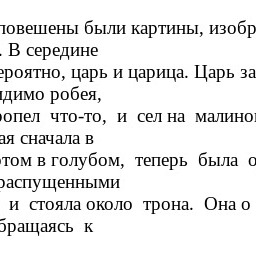 повешены были картины, изобр
. В середине
ероятно, царь и царица. Царь за
идимо робея,
ропел что-то, и сел на малино
ая сначала в
отом в голубом, теперь была о
распущенными
и стояла около трона. Она о
бращаясь к